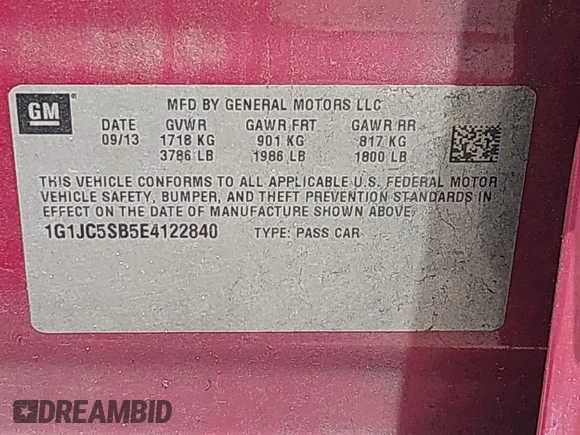 GM
®
MFD BY GENERAL MOTORS LLC
DATE GVWR GAWR FRT GAWR RR
09/13 1718 KG 901 KG 817 KG
3786 LB 1986 LB 1800 LB
THIS VEHICLE CONFORMS TO ALL APPLICABLE U.S. FEDERAL MOTOR
VEHICLE SAFETY, BUMPER, AND THEFT PREVENTION STANDARDS IN
EFFECT ON THE DATE OF MANUFACTURE SHOWN ABOVE.
1G1JC5SB5E4122840 TYPE: PASS CAR
DREAMBID